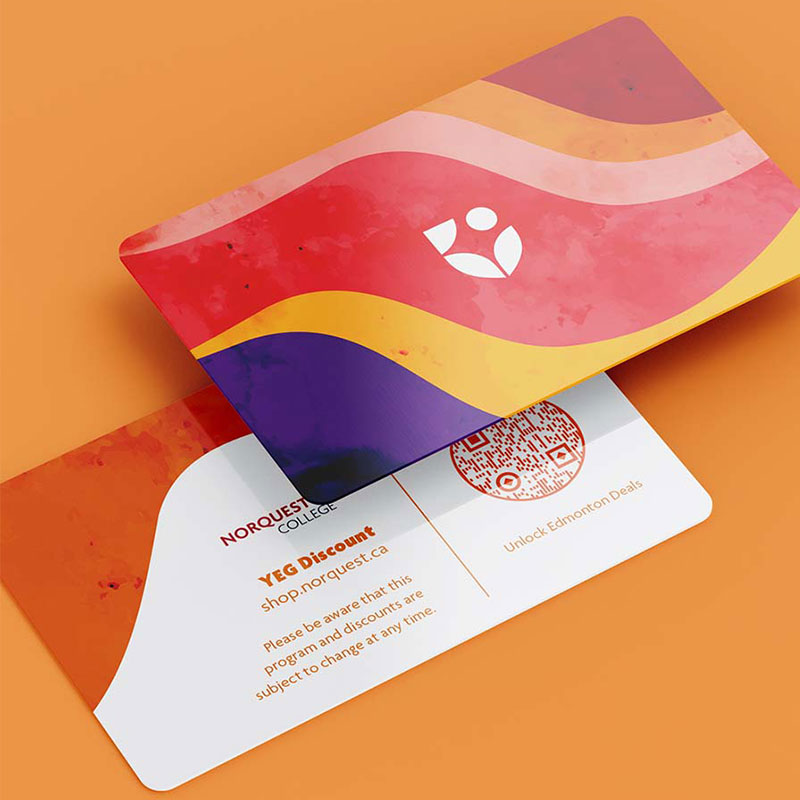 NORQUEST
COLLEGE
YEG Discount
shop.norquest.ca
Please be aware that this
program and discounts are
subject to change at any time.
Unlock Edmonton Deals